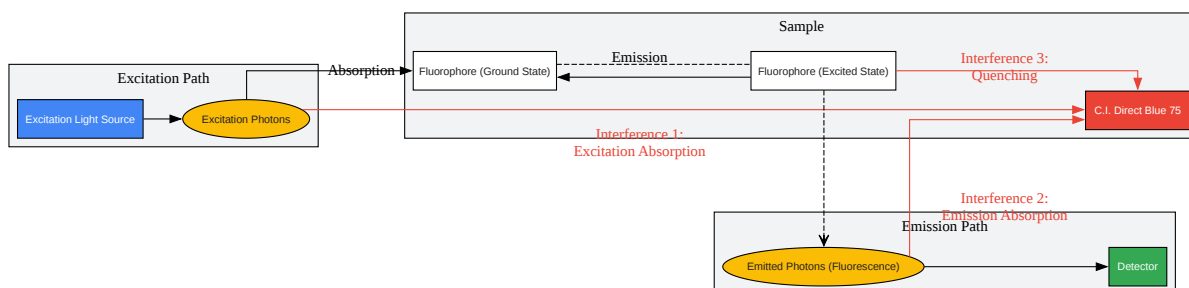 Sample
Excitation Path
Absorption
Fluorophore (Ground State)
Emission
Fluorophore (Excited State)
Interference 3:
Quenching
Excitation Light Source
Excitation Photons
C.I. Direct Blue 75
Interference 1:
Excitation Absorption
Interference 2:
Emission Absorption
Emission Path
Emitted Photons (Fluorescence)
Detector